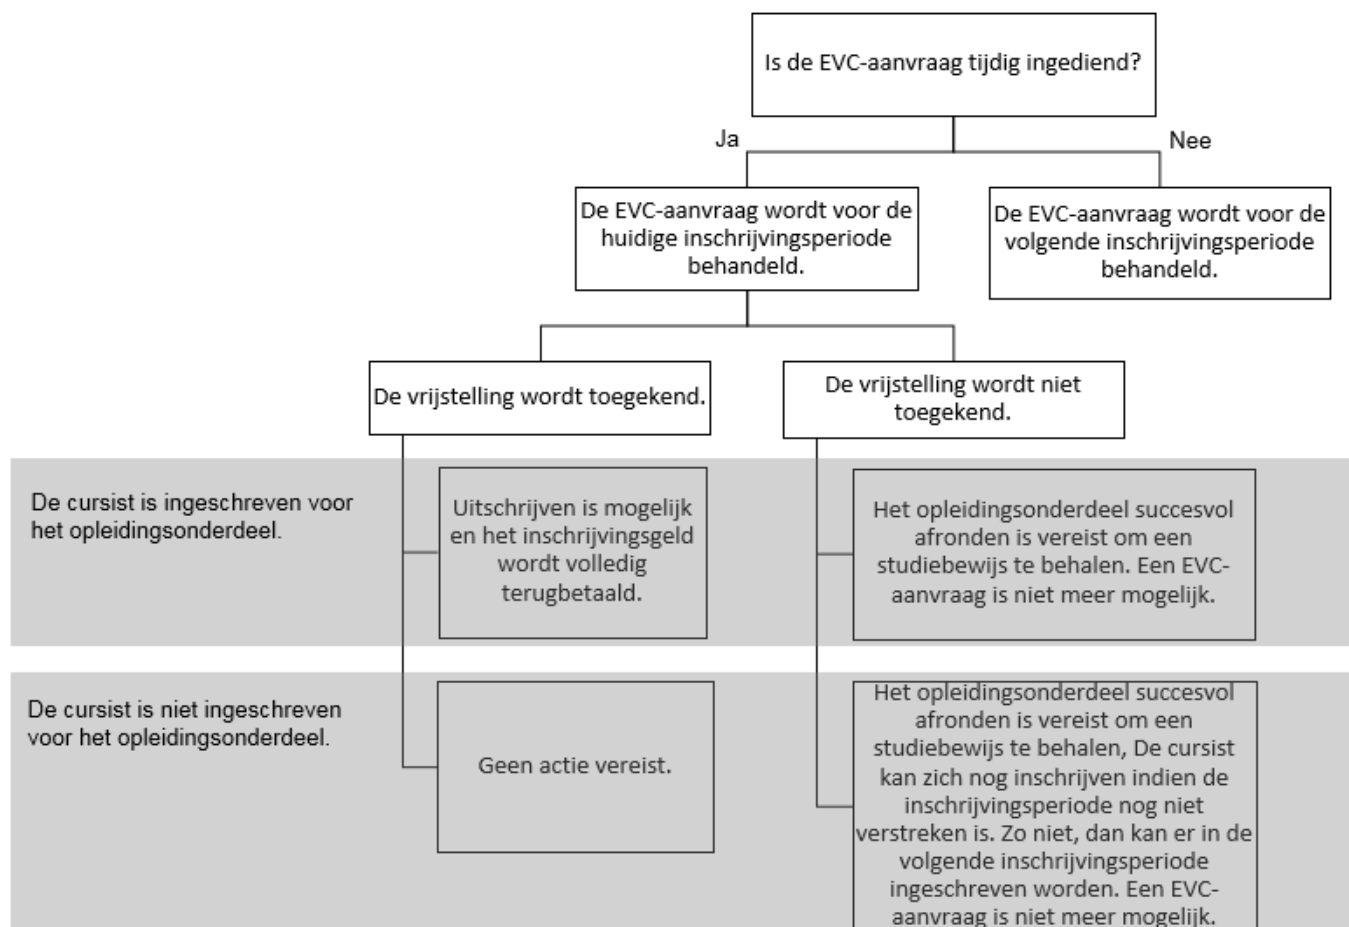 Is de EVC-aanvraag tijdig ingediend?
Ja
Nee
De EVC-aanvraag wordt voor de
huidige inschrijvingsperiode
behandeld.
De EVC-aanvraag wordt voor de
volgende inschrijvingsperiode
behandeld.
De vrijstelling wordt toegekend.
De vrijstelling wordt niet
toegekend.
De cursist is ingeschreven voor
het opleidingsonderdeel.
Uitschrijven is mogelijk
en het inschrijvingsgeld
wordt volledig
terugbetaald.
Het opleidingsonderdeel succesvol
afronden is vereist om een
studiebewijs te behalen. Een EVC-
aanvraag is niet meer mogelijk.
De cursist is niet ingeschreven
voor het opleidingsonderdeel.
Geen actie vereist.
Het opleidingsonderdeel succesvol
afronden is vereist om een
studiebewijs te behalen, De cursist
kan zich nog inschrijven indien de
inschrijvingsperiode nog niet
verstreken is. Zo niet, dan kan er in de
volgende inschrijvingsperiode
ingeschreven worden. Een EVC-
aanvraag is niet meer mogelijk.